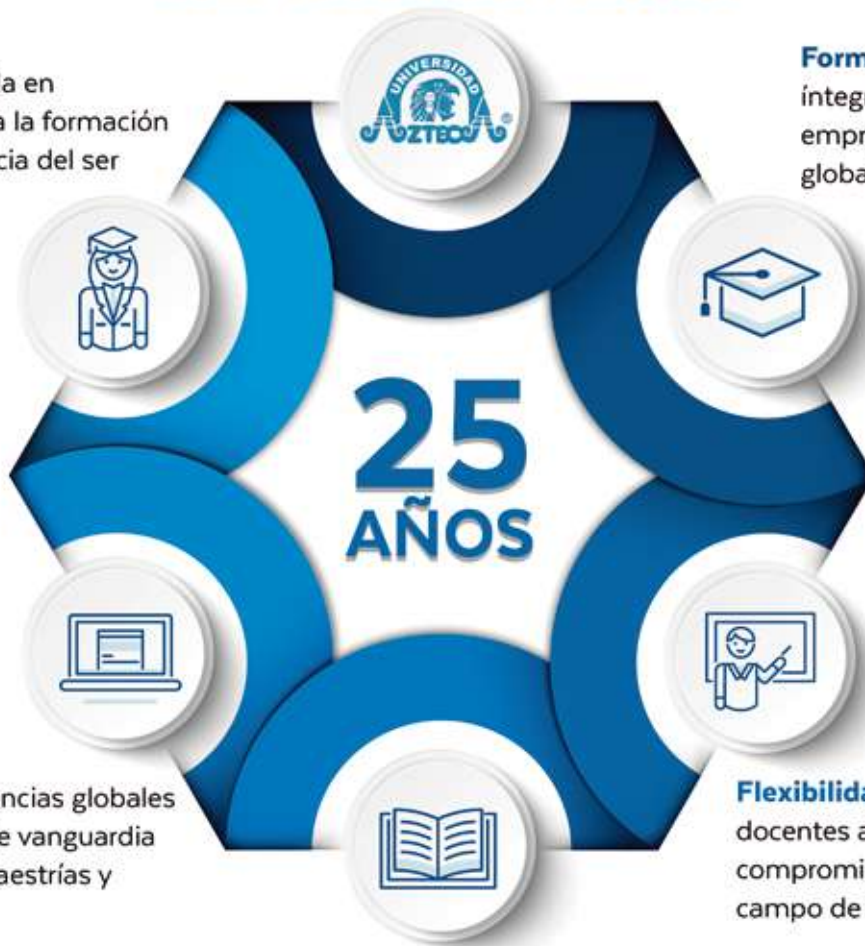 UNIVERSIDAD
AZTECA
a en
a la formación
cia del ser
Form
ínteg
empr
globa
25
AÑOS
ncias globales
e vanguardia
aestrías y
Flexibilida
docentes a
compromi
campo de